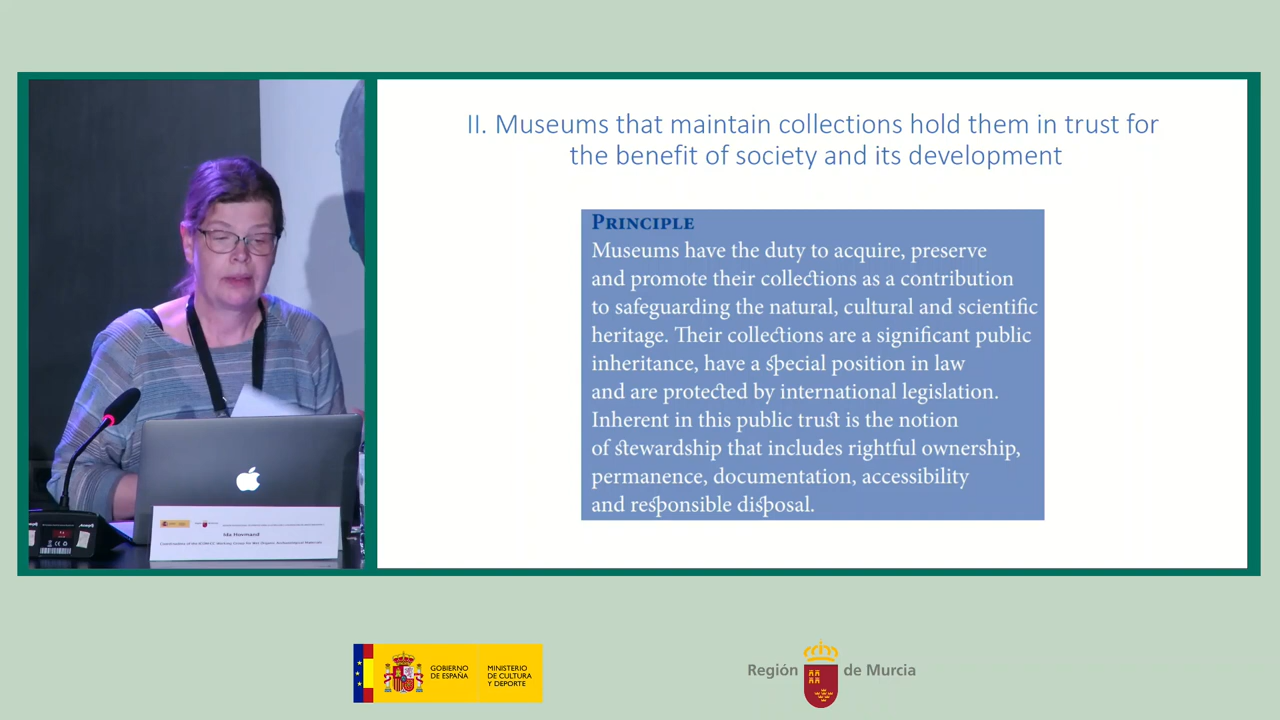 II. Museums that maintain collections hold them in trust for
the benefit of society and its development
PRINCIPLE
Museums have the duty to acquire, preserve
and promote their collections as a contribution
to safeguarding the natural, cultural and scientific
heritage. Their collections are a significant public
inheritance, have a special position in law
and are protected by international legislation.
Inherent in this public trust is the notion
of stewardship that includes rightful ownership,
permanence, documentation, accessibility
and responsible disposal.
Ida Hovmand
GOBIERNO
DE ESPAÑA
MINISTERIO
DE CULTURA
Y DEPORTE
Región de Murcia